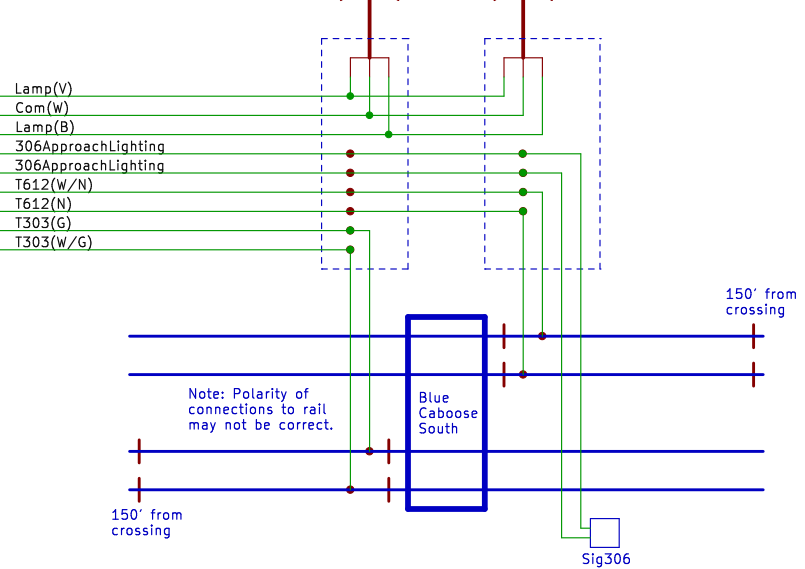 Lamp(V)
Com(W)
Lamp(B)
306ApproachLighting
306ApproachLighting
T612(W/N)
T612(N)
T303(G)
T303(W/G)
150' from
crossing
Note: Polarity of
connections to rail
may not be correct.
Blue
Caboose
South
150' from
crossing
Sig306